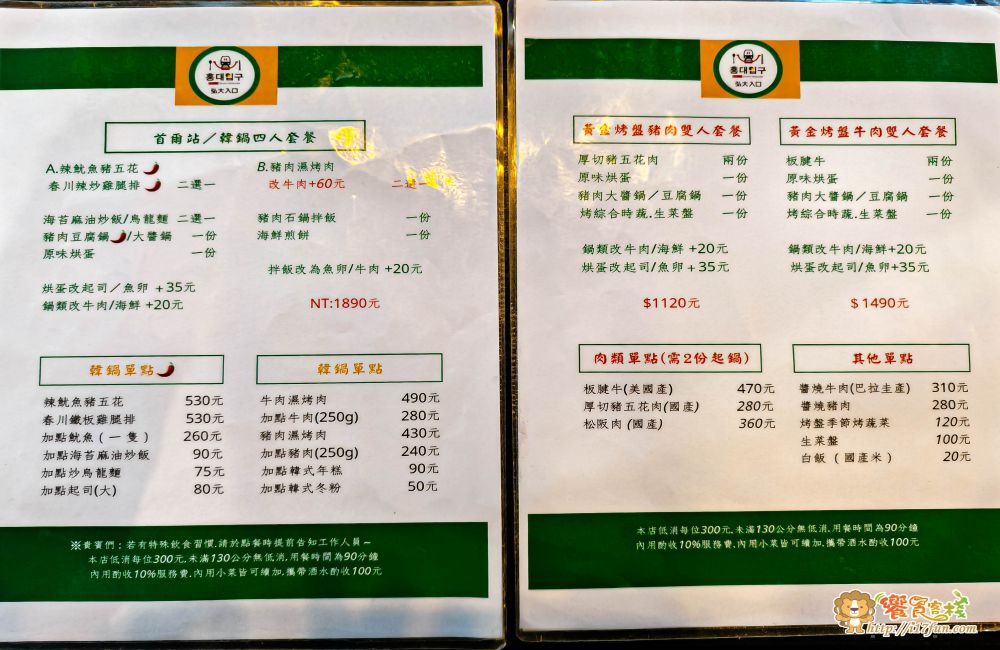 홍대입구
弘大入口
首爾站/韓鍋四人套餐
A.辣魷魚豬五花
春川辣炒雞腿排 二選一
海苔麻油炒飯/烏龍麵 二選一
豬肉豆腐鍋/大醬鍋 一份
原味烘蛋 一份
烘蛋改起司/魚卵 +35元
鍋類改牛肉/海鮮 +20元
B.豬肉濕烤肉
改牛肉+60元 二選一
豬肉石鍋拌飯 一份
海鮮煎餅 一份
拌飯改為魚卵/牛肉 +20元
NT:1890元
韓鍋單點
辣魷魚豬五花 530元
春川鐵板雞腿排 530元
加點魷魚(一隻) 260元
加點海苔麻油炒飯 90元
加點炒烏龍麵 75元
加點起司(大) 80元
韓鍋單點
牛肉濕烤肉 490元
加點牛肉(250g) 280元
豬肉濕烤肉 430元
加點豬肉(250g) 240元
加點韓式年糕 90元
加點韓式冬粉 50元
※貴賓們:若有特殊飲食習慣,請於點餐時提前告知工作人員~
本店低消每位300元,未滿130公分無低消,用餐時間為90分鐘
內用酌收10%服務費,內用小菜皆可續加,攜帶酒水酌收100元
홍대입구
弘大入口
黃金烤盤豬肉雙人套餐
厚切豬五花肉 兩份
原味烘蛋 一份
豬肉大醬鍋/豆腐鍋 一份
烤綜合時蔬.生菜盤 一份
鍋類改牛肉/海鮮 +20元
烘蛋改起司/魚卵 +35元
$1120元
黃金烤盤牛肉雙人套餐
板腱牛 兩份
原味烘蛋 一份
豬肉大醬鍋/豆腐鍋 一份
烤綜合時蔬.生菜盤 一份
鍋類改牛肉/海鮮+20元
烘蛋改起司/魚卵+35元
$1490元
肉類單點(需2份起鍋)
板腱牛(美國產) 470元
厚切豬五花肉(國產) 280元
松阪肉(國產) 360元
其他單點
醬燒牛肉(巴拉圭產) 310元
醬燒豬肉 280元
烤盤季節烤蔬菜 120元
生菜盤 100元
白飯(國產米) 20元
本店低消每位300元,未滿130公分無低消,用餐時間為90分鐘
內用酌收10%服務費,內用小菜皆可續加,攜帶酒水酌收100元
饗食客棧
http://i17fun.com/